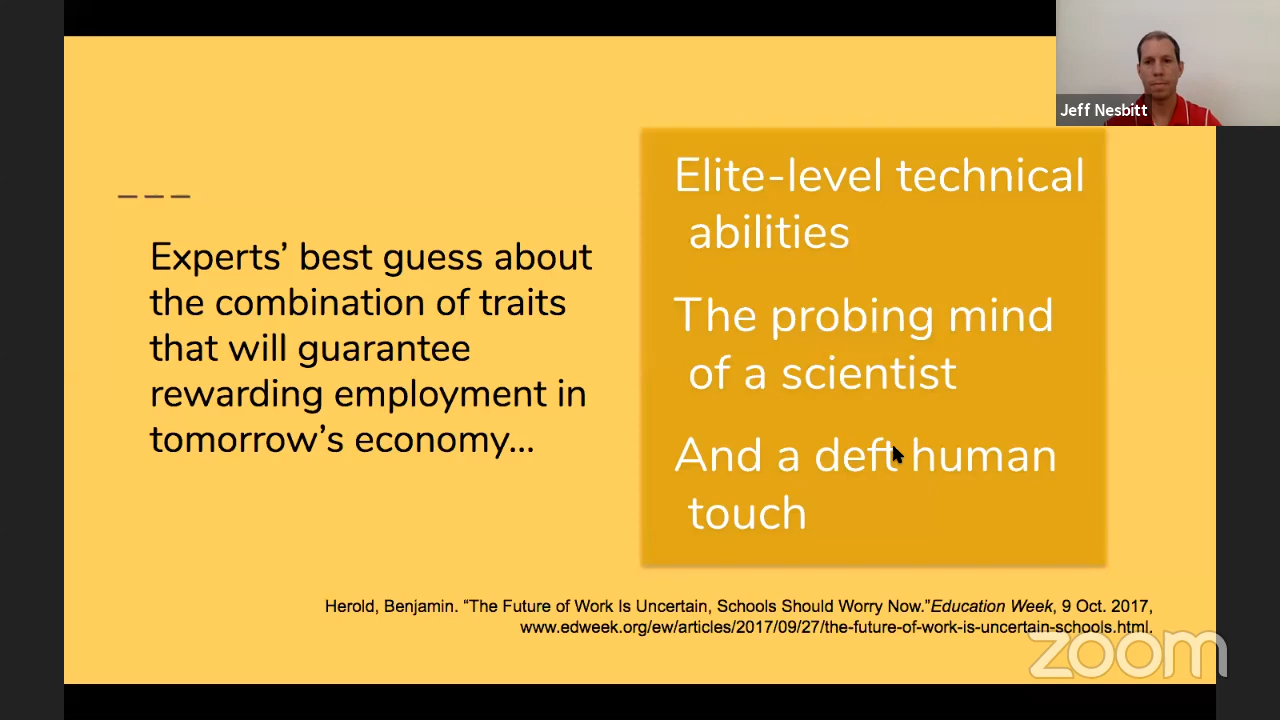 Jeff Nesbitt
_ _ _
Experts’ best guess about
the combination of traits
that will guarantee
rewarding employment in
tomorrow’s economy...
Elite-level technical
abilities
The probing mind
of a scientist
And a deft human
touch
Herold, Benjamin. “The Future of Work Is Uncertain, Schools Should Worry Now.”Education Week, 9 Oct. 2017,
www.edweek.org/ew/articles/2017/09/27/the-future-of-work-is-uncertain-schools.html.
zoom